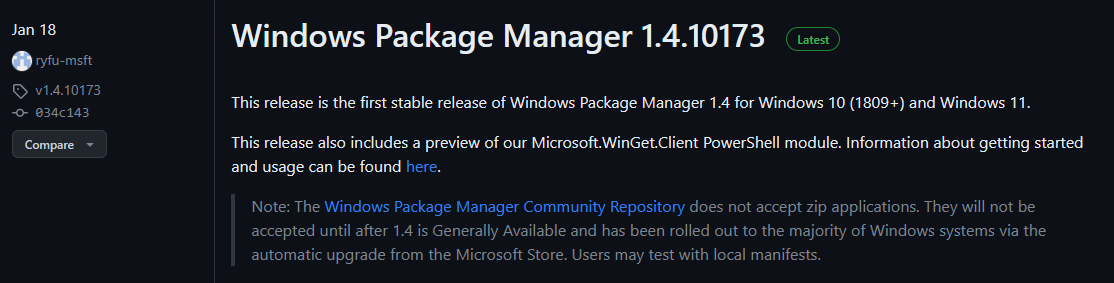 Jan 18
ryfu-msft
v1.4.10173
034c143
Compare
Windows Package Manager 1.4.10173 Latest
This release is the first stable release of Windows Package Manager 1.4 for Windows 10 (1809+) and Windows 11.
This release also includes a preview of our Microsoft.WinGet.Client PowerShell module. Information about getting started
and usage can be found here.
Note: The Windows Package Manager Community Repository does not accept zip applications. They will not be
accepted until after 1.4 is Generally Available and has been rolled out to the majority of Windows systems via the
automatic upgrade from the Microsoft Store. Users may test with local manifests.